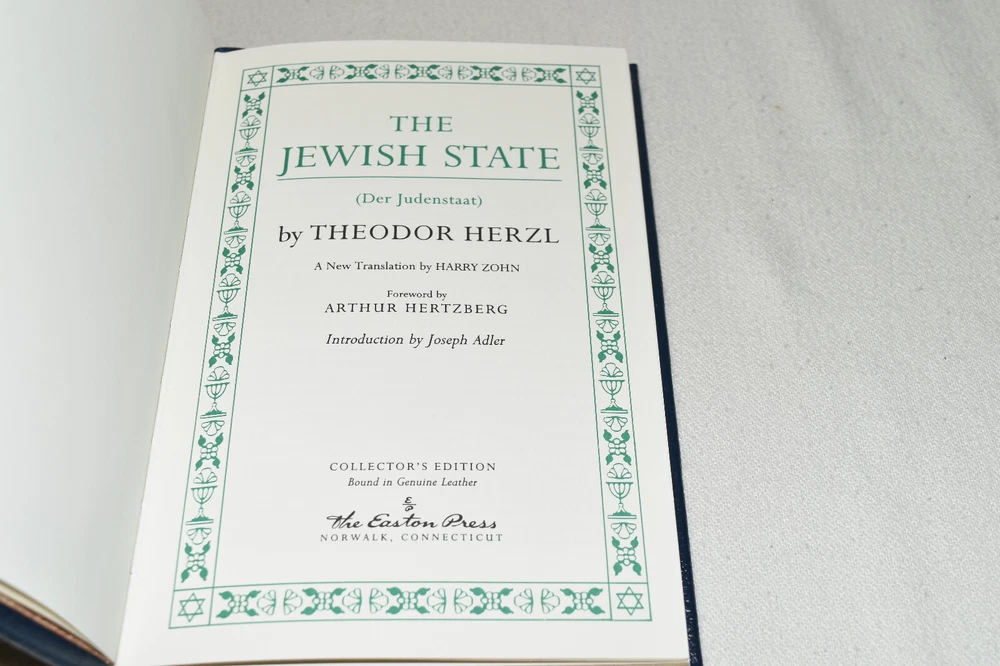 THE
JEWISH STATE
(Der Judenstaat)
by THEODOR HERZL
A New Translation by HARRY ZOHN
Foreword by
ARTHUR HERTZBERG
Introduction by Joseph Adler
COLLECTOR'S EDITION
Bound in Genuine Leather
E
P
The Easton Press
NORWALK, CONNECTICUT